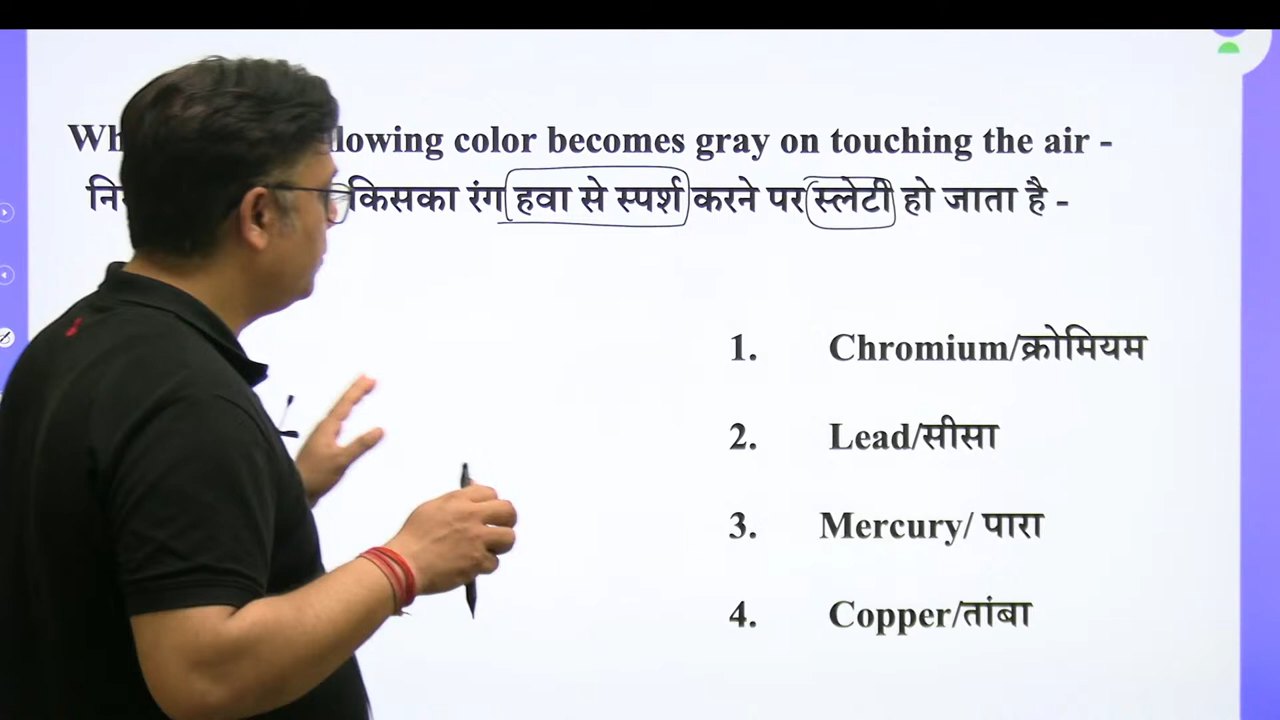 lowing color becomes gray on touching the air -
किसका रंग हवा से स्पर्श करने पर स्लेटी हो जाता है -
1. Chromium/क्रोमियम
2. Lead/सीसा
3. Mercury/ पारा
4. Copper/तांबा